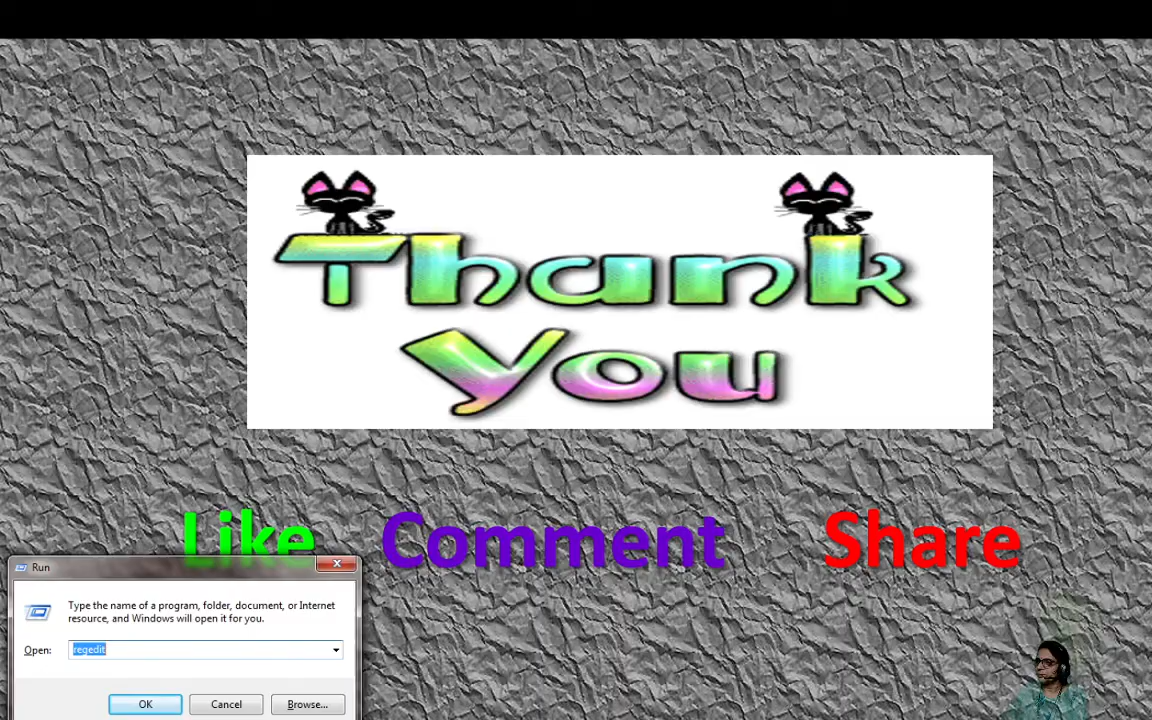 Thank
You
Like Comment Share
Run
Type the name of a program, folder, document, or Internet
resource, and Windows will open it for you.
Open: regedit
OK Cancel Browse...